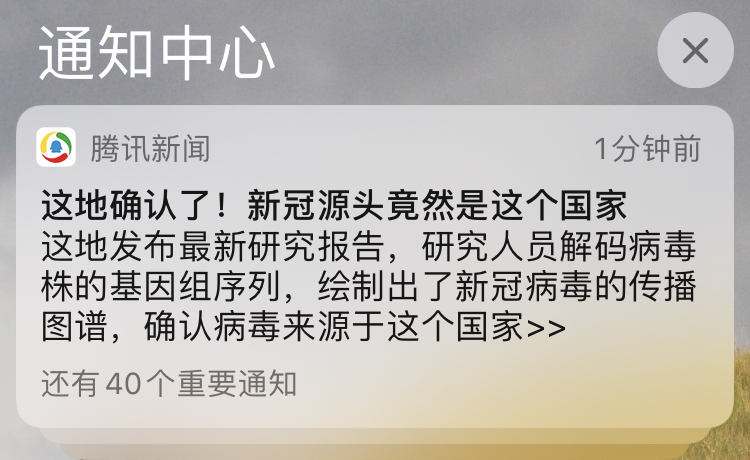 通知中心
腾讯新闻
1分钟前
这地确认了！新冠源头竟然是这个国家
这地发布最新研究报告，研究人员解码病毒
株的基因组序列，绘制出了新冠病毒的传播
图谱，确认病毒来源于这个国家>>
还有40个重要通知